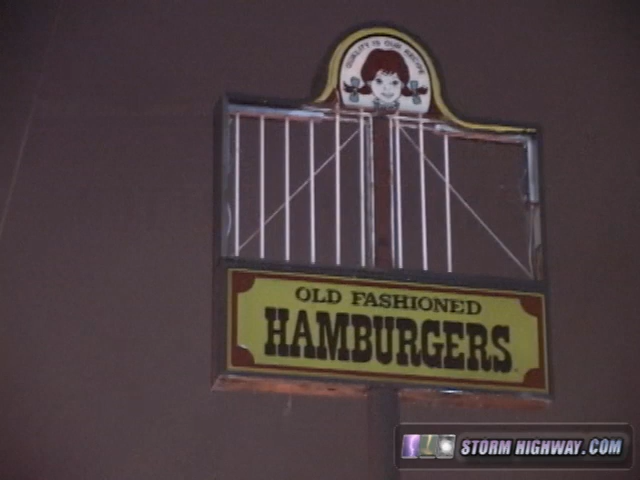 QUALITY IS OUR RECIPE
OLD FASHIONED
HAMBURGERS
STORM HIGHWAY.COM